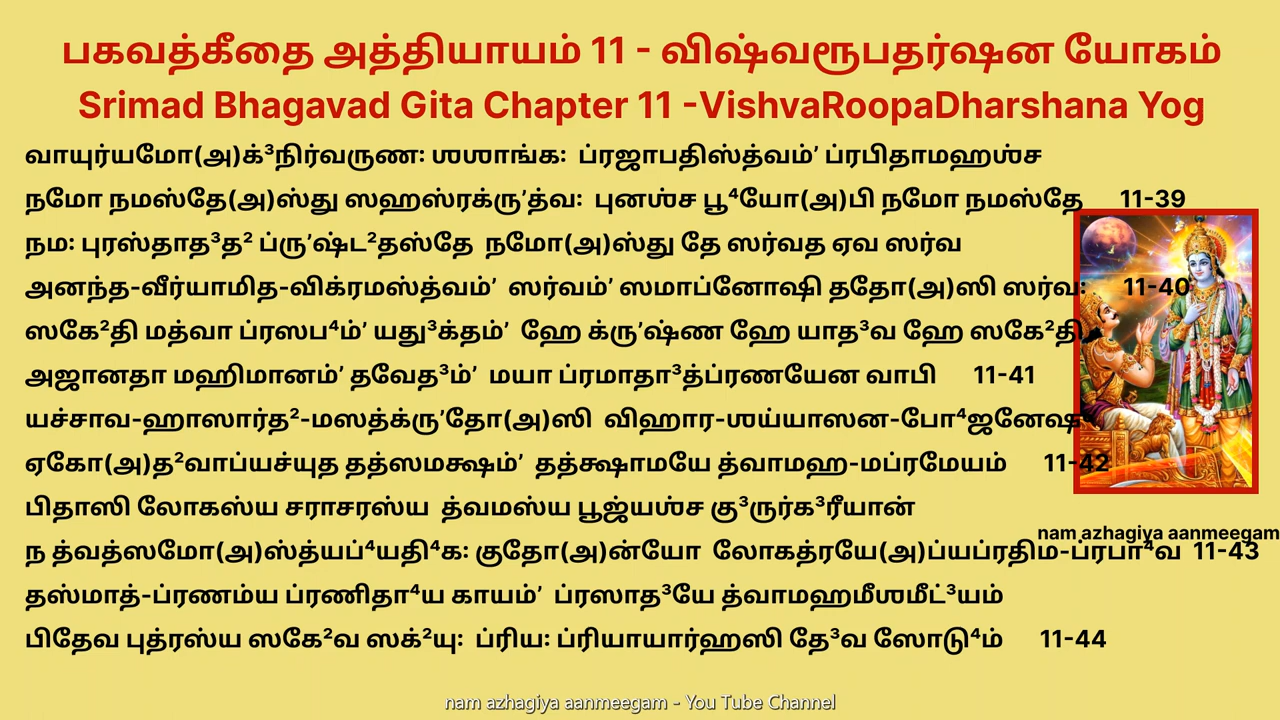 பகவத்கீதை அத்தியாயம் 11 - விஷ்வரூபதர்ஷன யோகம்
Srimad Bhagavad Gita Chapter 11 -VishvaRoopaDharshana Yog
வாயுர்யமோ(அ)க்³நிர்வருண꞉ ஶஶாங்க꞉ ப்ரஜாபதிஸ்த்வம்ʼ ப்ரபிதாமஹஶ்ச
நமோ நமஸ்தே(அ)ஸ்து ஸஹஸ்ரக்ருʼத்வ꞉ புனஶ்ச பூ⁴யோ(அ)பி நமோ நமஸ்தே 11-39
நம꞉ புரஸ்தாத³த² ப்ருʼஷ்ட²தஸ்தே நமோ(அ)ஸ்து தே ஸர்வத ஏவ ஸர்வ
அனந்த-வீர்யாமித-விக்ரமஸ்த்வம்ʼ ஸர்வம்ʼ ஸமாப்னோஷி ததோ(அ)ஸி ஸர்வ꞉ 11-40
ஸகே²தி மத்வா ப்ரஸப⁴ம்ʼ யது³க்தம்ʼ ஹே க்ருʼஷ்ண ஹே யாத³வ ஹே ஸகே²தி
அஜானதா மஹிமானம்ʼ தவேத³ம்ʼ மயா ப்ரமாதா³த்ப்ரணயேன வாபி 11-41
யச்சாவ-ஹாஸார்த²-மஸத்க்ருʼதோ(அ)ஸி விஹார-ஶய்யாஸன-போ⁴ஜனேஷு
ஏகோ(அ)த²வாப்யச்யுத தத்ஸமக்ஷம்ʼ தத்க்ஷாமயே த்வாமஹ-மப்ரமேயம் 11-42
பிதாஸி லோகஸ்ய சராசரஸ்ய த்வமஸ்ய பூஜ்யஶ்ச கு³ருர்க³ரீயான்
nam azhagiya aanmeegam
ந த்வத்ஸமோ(அ)ஸ்த்யப்⁴யதி⁴க꞉ குதோ(அ)ன்யோ லோகத்ரயே(அ)ப்யப்ரதிம-ப்ரபா⁴வ 11-43
தஸ்மாத்-ப்ரணம்ய ப்ரணிதா⁴ய காயம்ʼ ப்ரஸாத³யே த்வாமஹமீஶமீட்³யம்
பிதேவ புத்ரஸ்ய ஸகே²வ ஸக்²யு꞉ ப்ரிய꞉ ப்ரியாயார்ஹஸி தே³வ ஸோடு⁴ம் 11-44
nam azhagiya aanmeegam - You Tube Channel